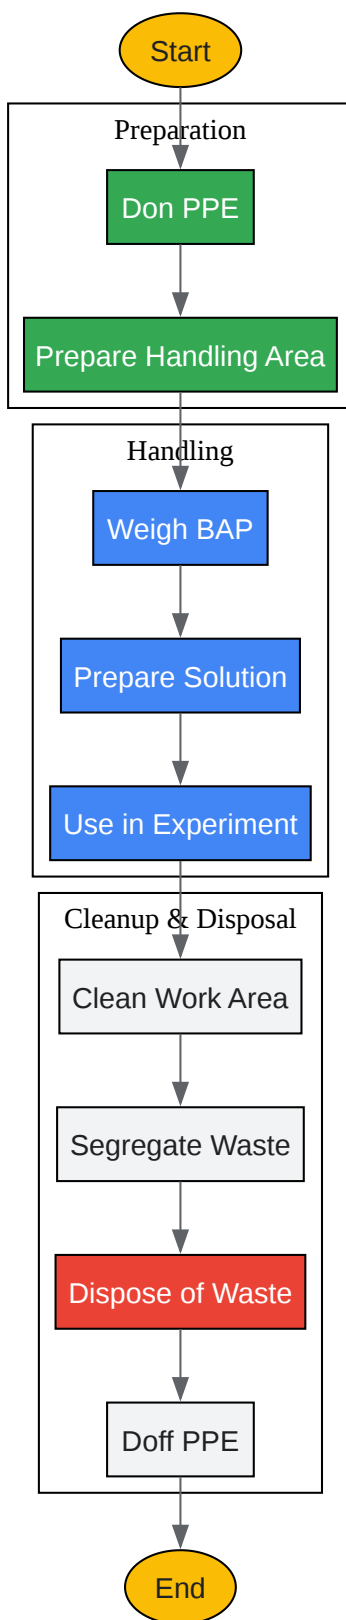 Start
Preparation
Don PPE
Prepare Handling Area
Handling
Weigh BAP
Prepare Solution
Use in Experiment
Cleanup & Disposal
Clean Work Area
Segregate Waste
Dispose of Waste
Doff PPE
End